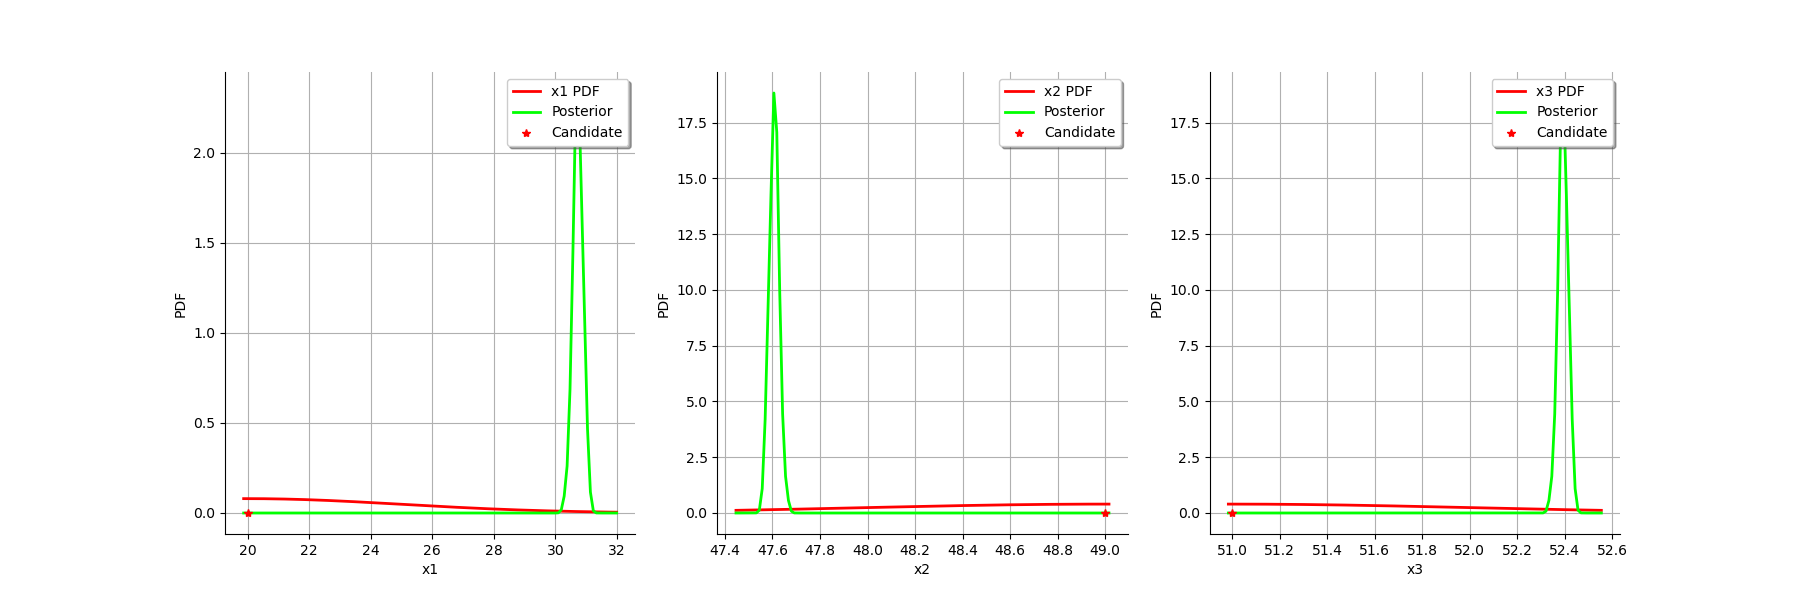 x1 PDF
Posterior
Candidate
2.0
1.5
1.0
0.5
0.0
PDF
20 22 24 26 28 30 32
x1
x2 PDF
Posterior
Candidate
17.5
15.0
12.5
10.0
7.5
5.0
2.5
0.0
PDF
47.4 47.6 47.8 48.0 48.2 48.4 48.6 48.8 49.0
x2
x3 PDF
Posterior
Candidate
17.5
15.0
12.5
10.0
7.5
5.0
2.5
0.0
PDF
51.0 51.2 51.4 51.6 51.8 52.0 52.2 52.4 52.6
x3